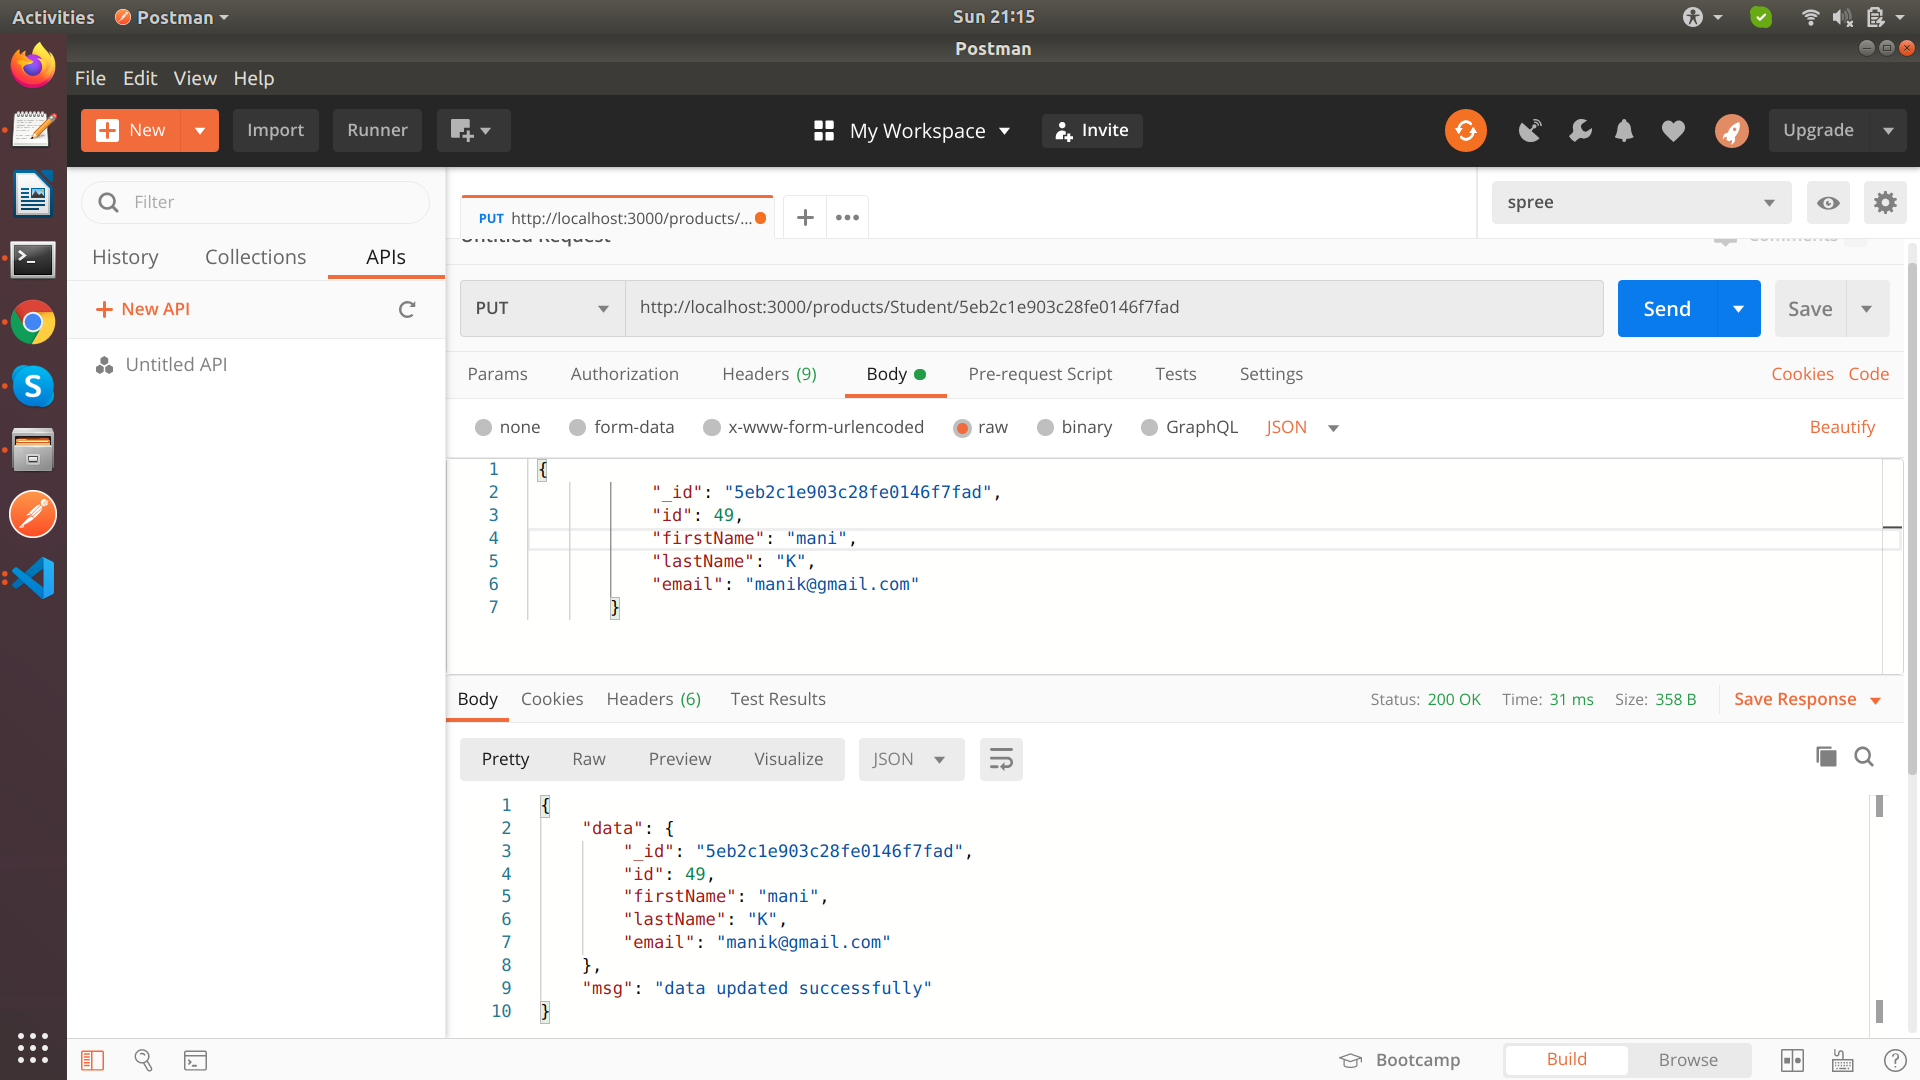 Activities Postman Sun 21:15
Postman
File Edit View Help
New Import Runner My Workspace Invite Upgrade
Filter
PUT http://localhost:3000/products/... spree
Untitled Request Comments
History Collections APIs
New API
Untitled API
PUT http://localhost:3000/products/Student/5eb2c1e903c28fe0146f7fad Send Save
Params Authorization Headers (9) Body Pre-request Script Tests Settings Cookies Code
none form-data x-www-form-urlencoded raw binary GraphQL JSON Beautify
1 {
2 "_id": "5eb2c1e903c28fe0146f7fad",
3 "id": 49,
4 "firstName": "mani",
5 "lastName": "K",
6 "email": "manik@gmail.com"
7 }
Body Cookies Headers (6) Test Results Status: 200 OK Time: 31 ms Size: 358 B Save Response
Pretty Raw Preview Visualize JSON
1 {
2 "data": {
3 "_id": "5eb2c1e903c28fe0146f7fad",
4 "id": 49,
5 "firstName": "mani",
6 "lastName": "K",
7 "email": "manik@gmail.com"
8 },
9 "msg": "data updated successfully"
10 }
Bootcamp Build Browse